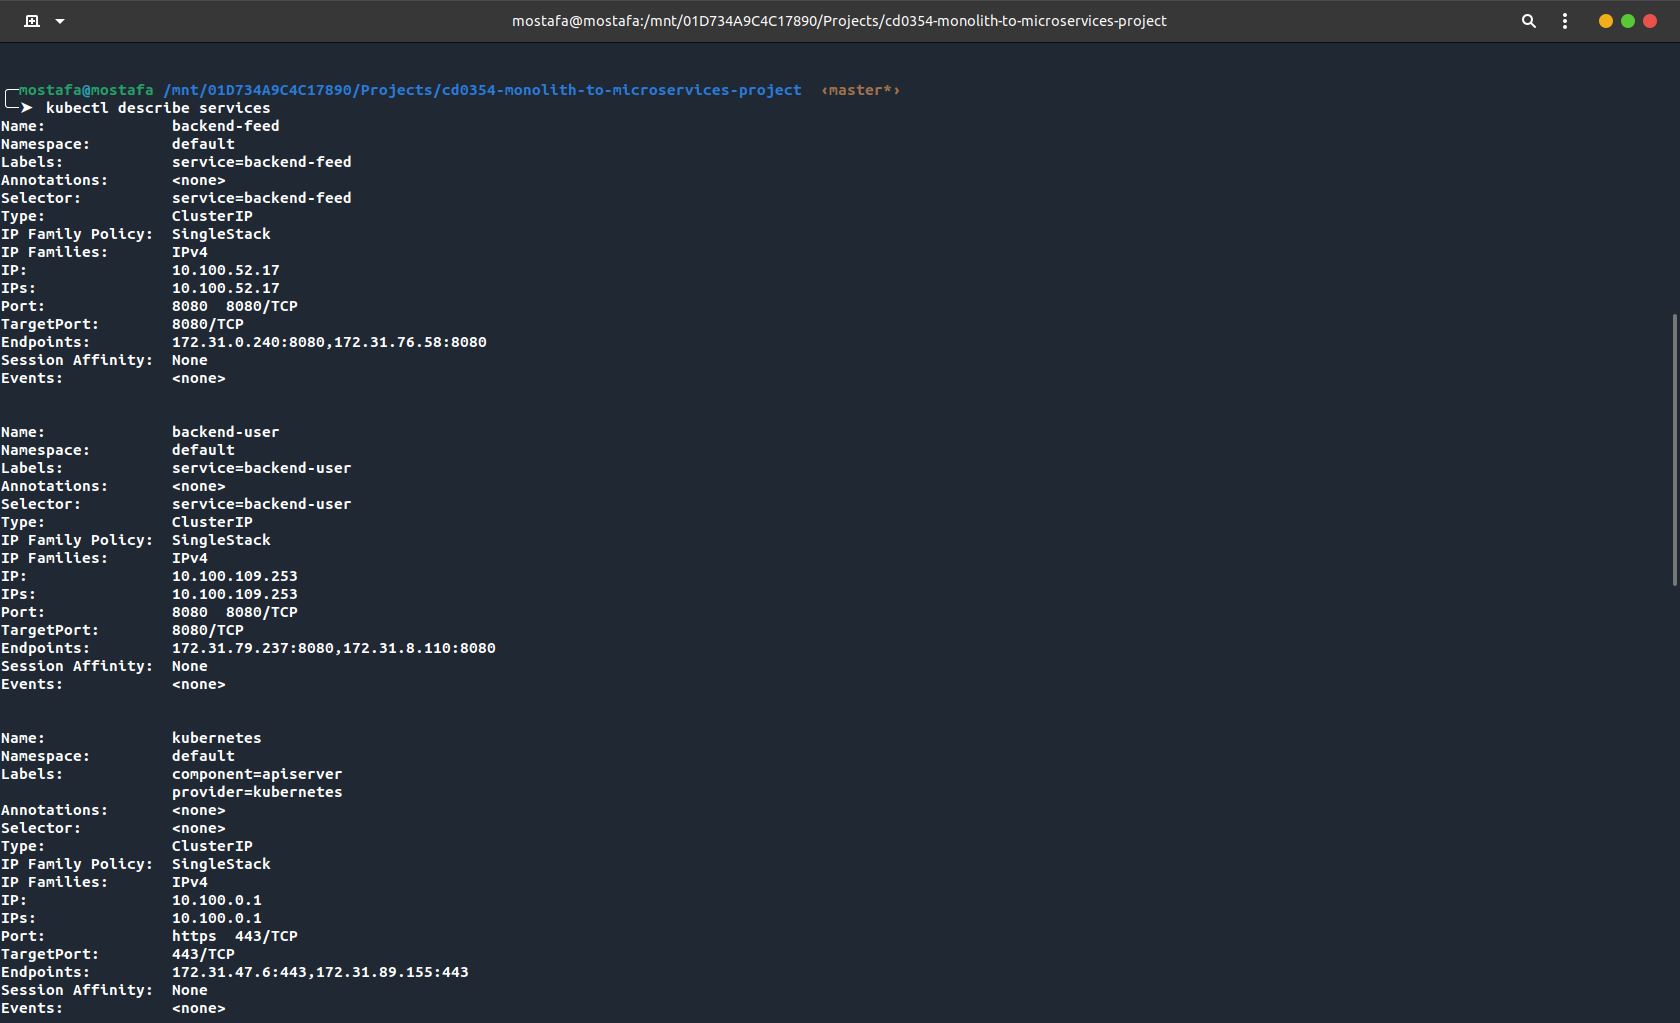 mostafa@mostafa:/mnt/01D734A9C4C17890/Projects/cd0354-monolith-to-microservices-project
mostafa@mostafa /mnt/01D734A9C4C17890/Projects/cd0354-monolith-to-microservices-project ‹master*›
➤ kubectl describe services
Name: backend-feed
Namespace: default
Labels: service=backend-feed
Annotations: <none>
Selector: service=backend-feed
Type: ClusterIP
IP Family Policy: SingleStack
IP Families: IPv4
IP: 10.100.52.17
IPs: 10.100.52.17
Port: 8080 8080/TCP
TargetPort: 8080/TCP
Endpoints: 172.31.0.240:8080,172.31.76.58:8080
Session Affinity: None
Events: <none>
Name: backend-user
Namespace: default
Labels: service=backend-user
Annotations: <none>
Selector: service=backend-user
Type: ClusterIP
IP Family Policy: SingleStack
IP Families: IPv4
IP: 10.100.109.253
IPs: 10.100.109.253
Port: 8080 8080/TCP
TargetPort: 8080/TCP
Endpoints: 172.31.79.237:8080,172.31.8.110:8080
Session Affinity: None
Events: <none>
Name: kubernetes
Namespace: default
Labels: component=apiserver
provider=kubernetes
Annotations: <none>
Selector: <none>
Type: ClusterIP
IP Family Policy: SingleStack
IP Families: IPv4
IP: 10.100.0.1
IPs: 10.100.0.1
Port: https 443/TCP
TargetPort: 443/TCP
Endpoints: 172.31.47.6:443,172.31.89.155:443
Session Affinity: None
Events: <none>